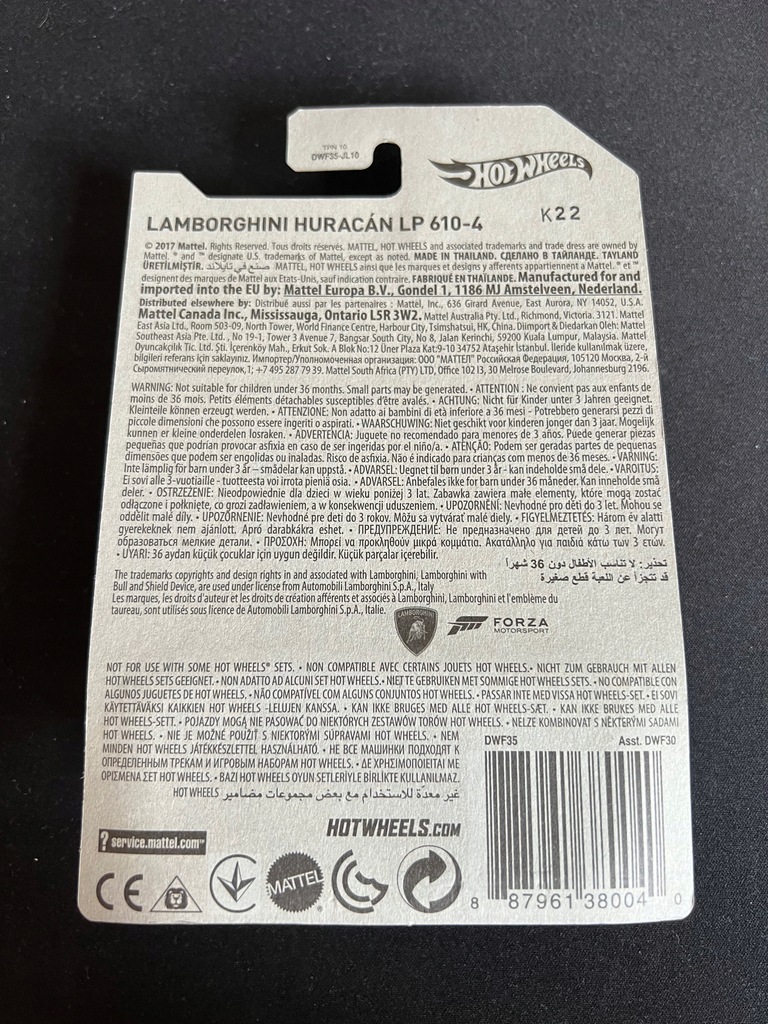 TPN 10
DWF35-JL10
HOT WHEELS
LAMBORGHINI HURACÁN LP 610-4
K22
© 2017 Mattel. Rights Reserved. Tous droits réservés. MATTEL, HOT WHEELS and associated trademarks and trade dress are owned by
Mattel. ® and ™ designate U.S. trademarks of Mattel, except as noted. MADE IN THAILAND. СДЕЛАНО В ТАЙЛАНДЕ. TAYLAND
ÜRETİLMİŞTİR. صنع في تايلاند. MATTEL, HOT WHEELS ainsi que les marques et designs y afferents appartiennent a Mattel. ® et ™
designent des marques de Mattel aux Etats-Unis, sauf indication contraire. FABRIQUÉ EN THAÏLANDE. Manufactured for and
imported into the EU by: Mattel Europa B.V., Gondel 1, 1186 MJ Amstelveen, Nederland.
Distributed elsewhere by: Distribué aussi par les partenaires : Mattel, Inc., 636 Girard Avenue, East Aurora, NY 14052, U.S.A.
Mattel Canada Inc., Mississauga, Ontario L5R 3W2. Mattel Australia Pty. Ltd., Richmond, Victoria. 3121. Mattel
East Asia Ltd., Room 503-09, North Tower, World Finance Centre, Harbour City, Tsimshatsui, HK, China. Diimport & Diedarkan Oleh: Mattel
Southeast Asia Pte. Ltd. , No 19-1, Tower 3 Avenue 7, Bangsar South City, No 8, Jalan Kerinchi, 59200 Kuala Lumpur, Malaysia. Mattel
Oyuncakçilik Tic. Ltd. Şti. İçerenköy Mah., Erkut Sok. A Blok No:12 Üner Plaza Kat:9-10 34752 Ataşehir İstanbul. İleride kullanilmak üzere,
bilgileri referans için saklayiniz. Импортер/Уполномоченная организация: ООО "МАТТЕЛ" Российская Федерация, 105120 Москва, 2-й
Сыромятнический переулок,1; +7 495 287 79 39. Mattel South Africa (PTY) LTD, Office 102 I3, 30 Melrose Boulevard, Johannesburg 2196.
WARNING: Not suitable for children under 36 months. Small parts may be generated. • ATTENTION : Ne convient pas aux enfants de
moins de 36 mois. Petits éléments détachables susceptibles d'être avalés. • ACHTUNG: Nicht für Kinder unter 3 Jahren geeignet.
Kleinteile können erzeugt werden. • ATTENZIONE: Non adatto ai bambini di età inferiore a 36 mesi - Potrebbero generarsi pezzi di
piccole dimensioni che possono essere ingeriti o aspirati. • WAARSCHUWING: Niet geschikt voor kinderen jonger dan 3 jaar. Mogelijk
kunnen er kleine onderdelen losraken. • ADVERTENCIA: Juguete no recomendado para menores de 3 años. Puede generar piezas
pequeñas que podrían provocar asfixia en caso de ser ingeridas por el niño/a. • ATENÇÃO: Podem ser geradas partes de pequenas
dimensões que podem ser engolidas ou inaladas. Risco de asfixia. Não é indicado para crianças com menos de 36 meses. • VARNING:
Inte lämplig för barn under 3 år – smådelar kan uppstå. • ADVARSEL: Uegnet til børn under 3 år - kan indeholde små dele. • VAROITUS:
Ei sovi alle 3-vuotiaille - tuotteesta voi irrota pieniä osia. • ADVARSEL: Anbefales ikke for barn under 36 måneder. Kan inneholde små
deler. • OSTRZEŻENIE: Nieodpowiednie dla dzieci w wieku poniżej 3 lat. Zabawka zawiera małe elementy, które mogą zostać
odłączone i połknięte, co grozi zadławieniem, a w konsekwencji uduszeniem. • UPOZORNĚNÍ: Nevhodné pro děti do 3 let. Mohou se
oddělit malé díly. • UPOZORNENIE: Nevhodné pre deti do 3 rokov. Môžu sa vytvárať malé diely. • FIGYELMEZTETÉS: Három év alatti
gyerekeknek nem ajánlott. Apró darabakára eshet. • ПРЕДУПРЕЖДЕНИЕ: Не предназначено для детей до 3 лет. Могут
образоваться мелкие детали. • ΠΡΟΣΟΧΗ: Μπορεί να προκληθούν μικρά κομμάτια. Ακατάλληλο για παιδιά κάτω των 3 ετών.
• UYARI: 36 aydan küçük çocuklar için uygun değildir. Küçük parçalar içerebilir.
تحذير: لا تناسب الأطفال دون 36 شهراً
قد تتجزأ عن اللعبة قطع صغيرة
The trademarks copyrights and design rights in and associated with Lamborghini, Lamborghini with
Bull and Shield Device, are used under license from Automobili Lamborghini S.p.A., Italy
Les marques, les droits d'auteur et les droits de création afférents et associés à Lamborghini, Lamborghini et l'emblème du
taureau, sont utilisés sous licence de Automobili Lamborghini S.p.A., Italie.
LAMBORGHINI
FORZA
MOTORSPORT
NOT FOR USE WITH SOME HOT WHEELS® SETS. • NON COMPATIBLE AVEC CERTAINS JOUETS HOT WHEELS.• NICHT ZUM GEBRAUCH MIT ALLEN
HOT WHEELS SETS GEEIGNET. • NON ADATTO AD ALCUNI SET HOT WHEELS. • NIET TE GEBRUIKEN MET SOMMIGE HOT WHEELS SETS. • NO COMPATIBLE CON
ALGUNOS JUGUETES DE HOT WHEELS. • NÃO COMPATÍVEL COM ALGUNS CONJUNTOS HOT WHEELS. • PASSAR INTE MED VISSA HOT WHEELS-SET. • EI SOVI
KÄYTETTÄVÄKSI KAIKKIEN HOT WHEELS -LELUJEN KANSSA. • KAN IKKE BRUGES MED ALLE HOT WHEELS-SÆT. • KAN IKKE BRUKES MED ALLE
HOT WHEELS-SETT. • POJAZDY MOGĄ NIE PASOWAĆ DO NIEKTÓRYCH ZESTAWÓW TORÓW HOT WHEELS. • NELZE KOMBINOVAT S NĚKTERÝMI SADAMI
HOT WHEELS. • NIE JE MOŽNÉ POUŽIŤ S NIEKTORÝMI SÚPRAVAMI HOT WHEELS. • NEM
MINDEN HOT WHEELS JÁTÉKKÉSZLETTEL HASZNÁLHATÓ. • НЕ ВСЕ МАШИНКИ ПОДХОДЯТ К
ОПРЕДЕЛЕННЫМ ТРЕКАМ И ИГРОВЫМ НАБОРАМ HOT WHEELS. • ΔΕ ΧΡΗΣΙΜΟΠΟΙΕΙΤΑΙ ΜΕ
ΟΡΙΣΜΕΝΑ ΣΕΤ HOT WHEELS. • BAZI HOT WHEELS OYUN SETLERİYLE BİRLİKTE KULLANILMAZ.
غير معدّة للاستخدام مع بعض مجموعات مضامير HOT WHEELS
DWF35
Asst. DWF30
HOTWHEELS.COM
? service.mattel.com™
CE
MATTEL
8 87961 38004 0